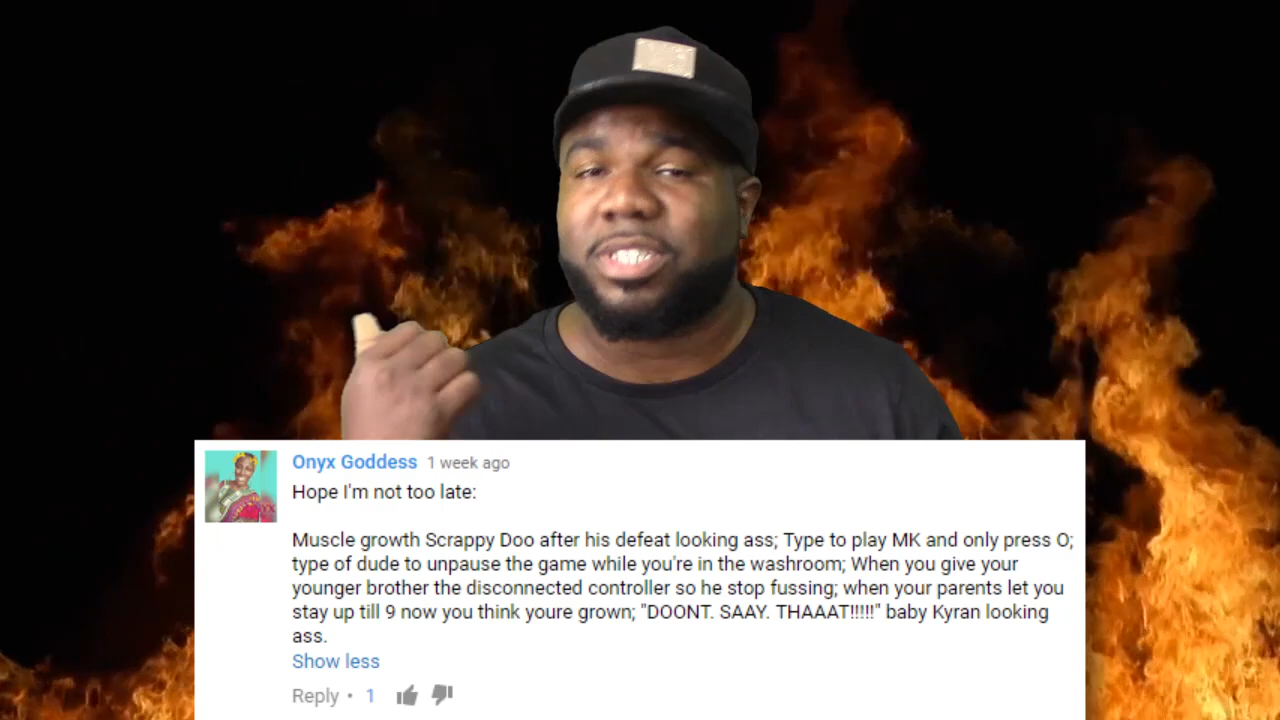 Onyx Goddess 1 week ago
Hope I'm not too late:
Muscle growth Scrappy Doo after his defeat looking ass; Type to play MK and only press O;
type of dude to unpause the game while you're in the washroom; When you give your
younger brother the disconnected controller so he stop fussing; when your parents let you
stay up till 9 now you think youre grown; "DOONT. SAAY. THAAAT!!!!!" baby Kyran looking
ass.
Show less
Reply • 1